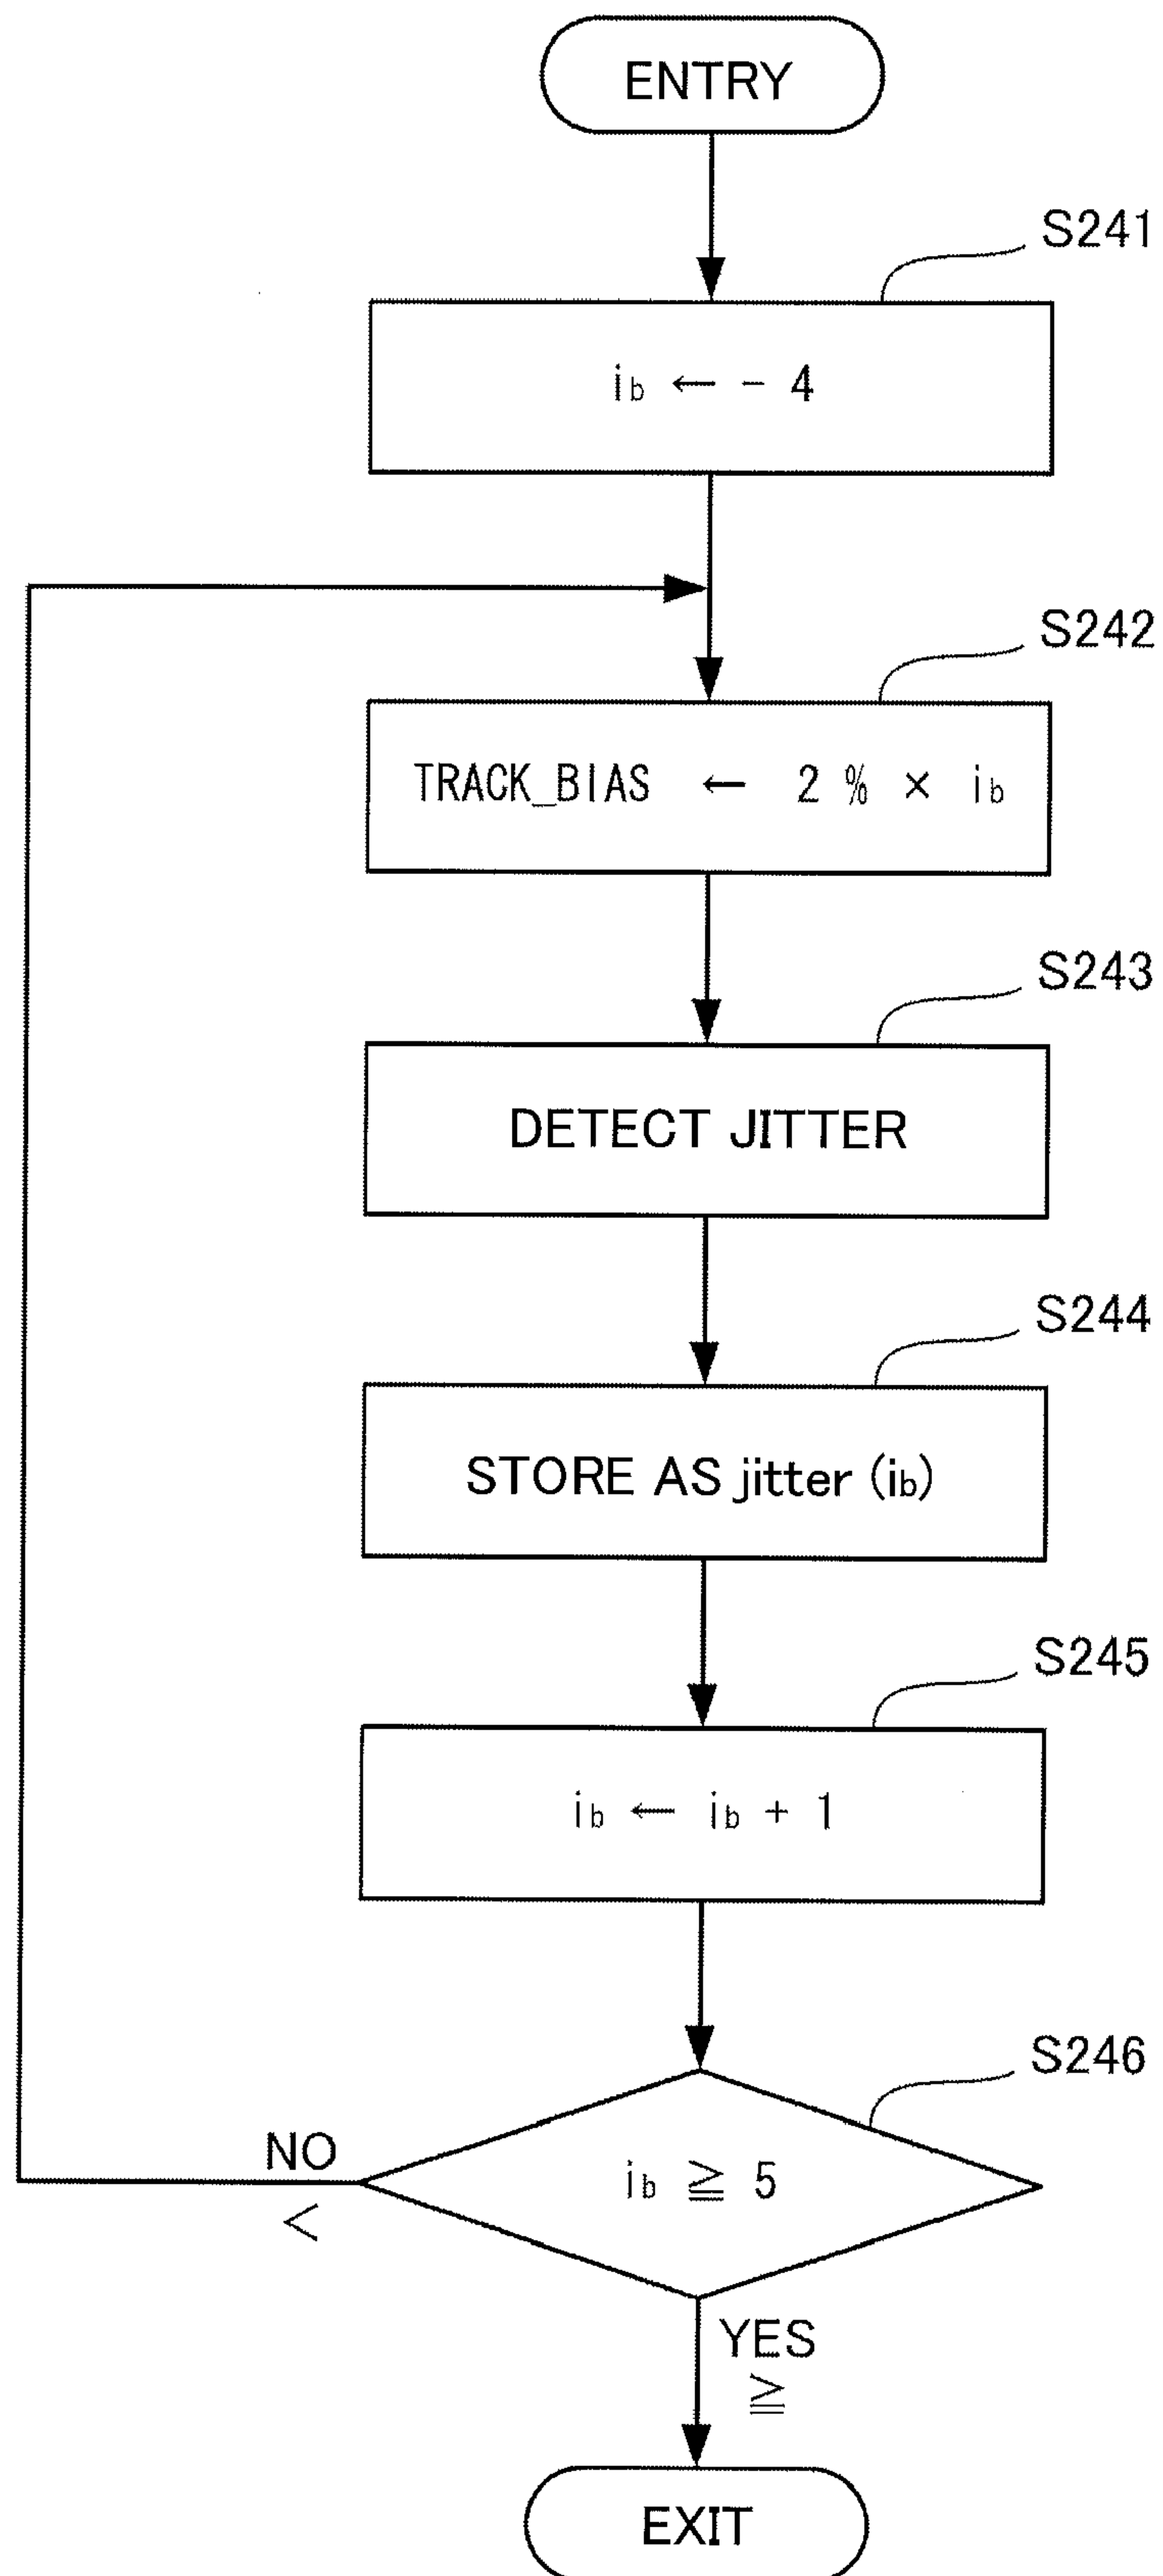 ENTRY
S241
ib ← - 4
S242
TRACK_BIAS ← 2 % × ib
S243
DETECT JITTER
S244
STORE AS jitter (ib)
S245
ib ← ib + 1
S246
NO
ib ≧ 5
<
YES
≧
EXIT